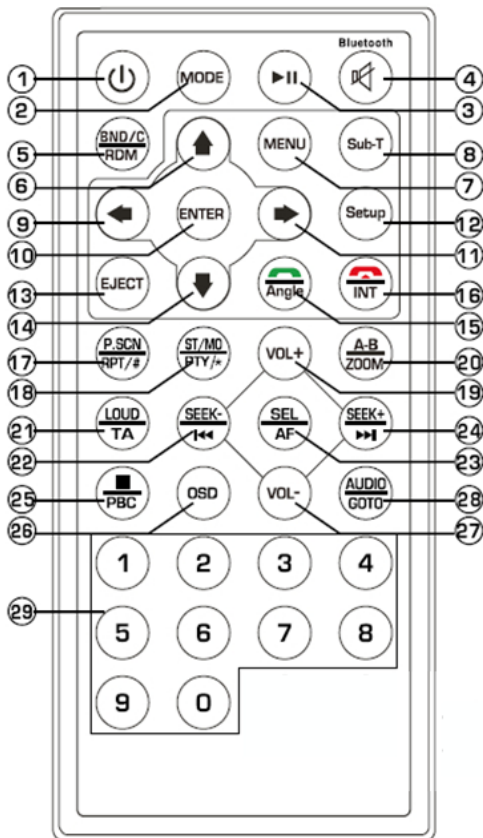 Bluetooth
1 MODE 4
2 3
5 BND/C MENU Sub-T 8
RDM
6 7
9 ENTER Setup 12
10 11
13 EJECT Angle INT 16
14 15
17 P.SCN ST/MO VOL+ A-B 20
RPT/# PTY/* ZOOM
18 19
21 LOUD SEEK- SEL SEEK+ 24
TA AF
22 23
25 PBC OSD VOL- AUDIO 28
GOTO
26 27
1 2 3 4
29 5 6 7 8
9 0